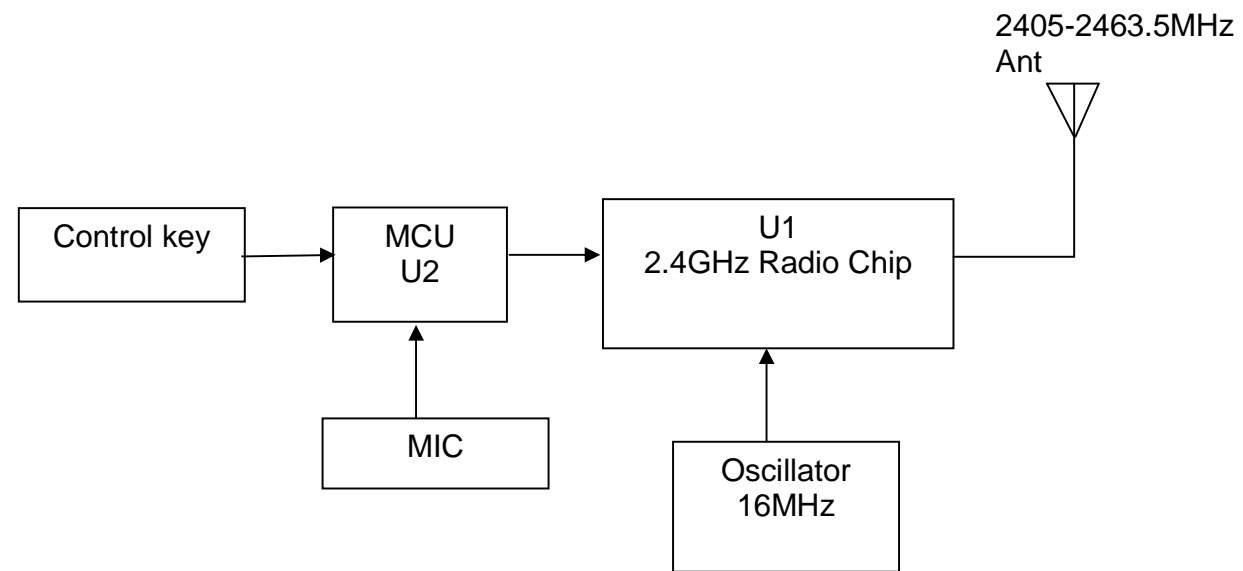 2405-2463.5MHz
Ant
Control key
MCU
U2
U1
2.4GHz Radio Chip
MIC
Oscillator
16MHz